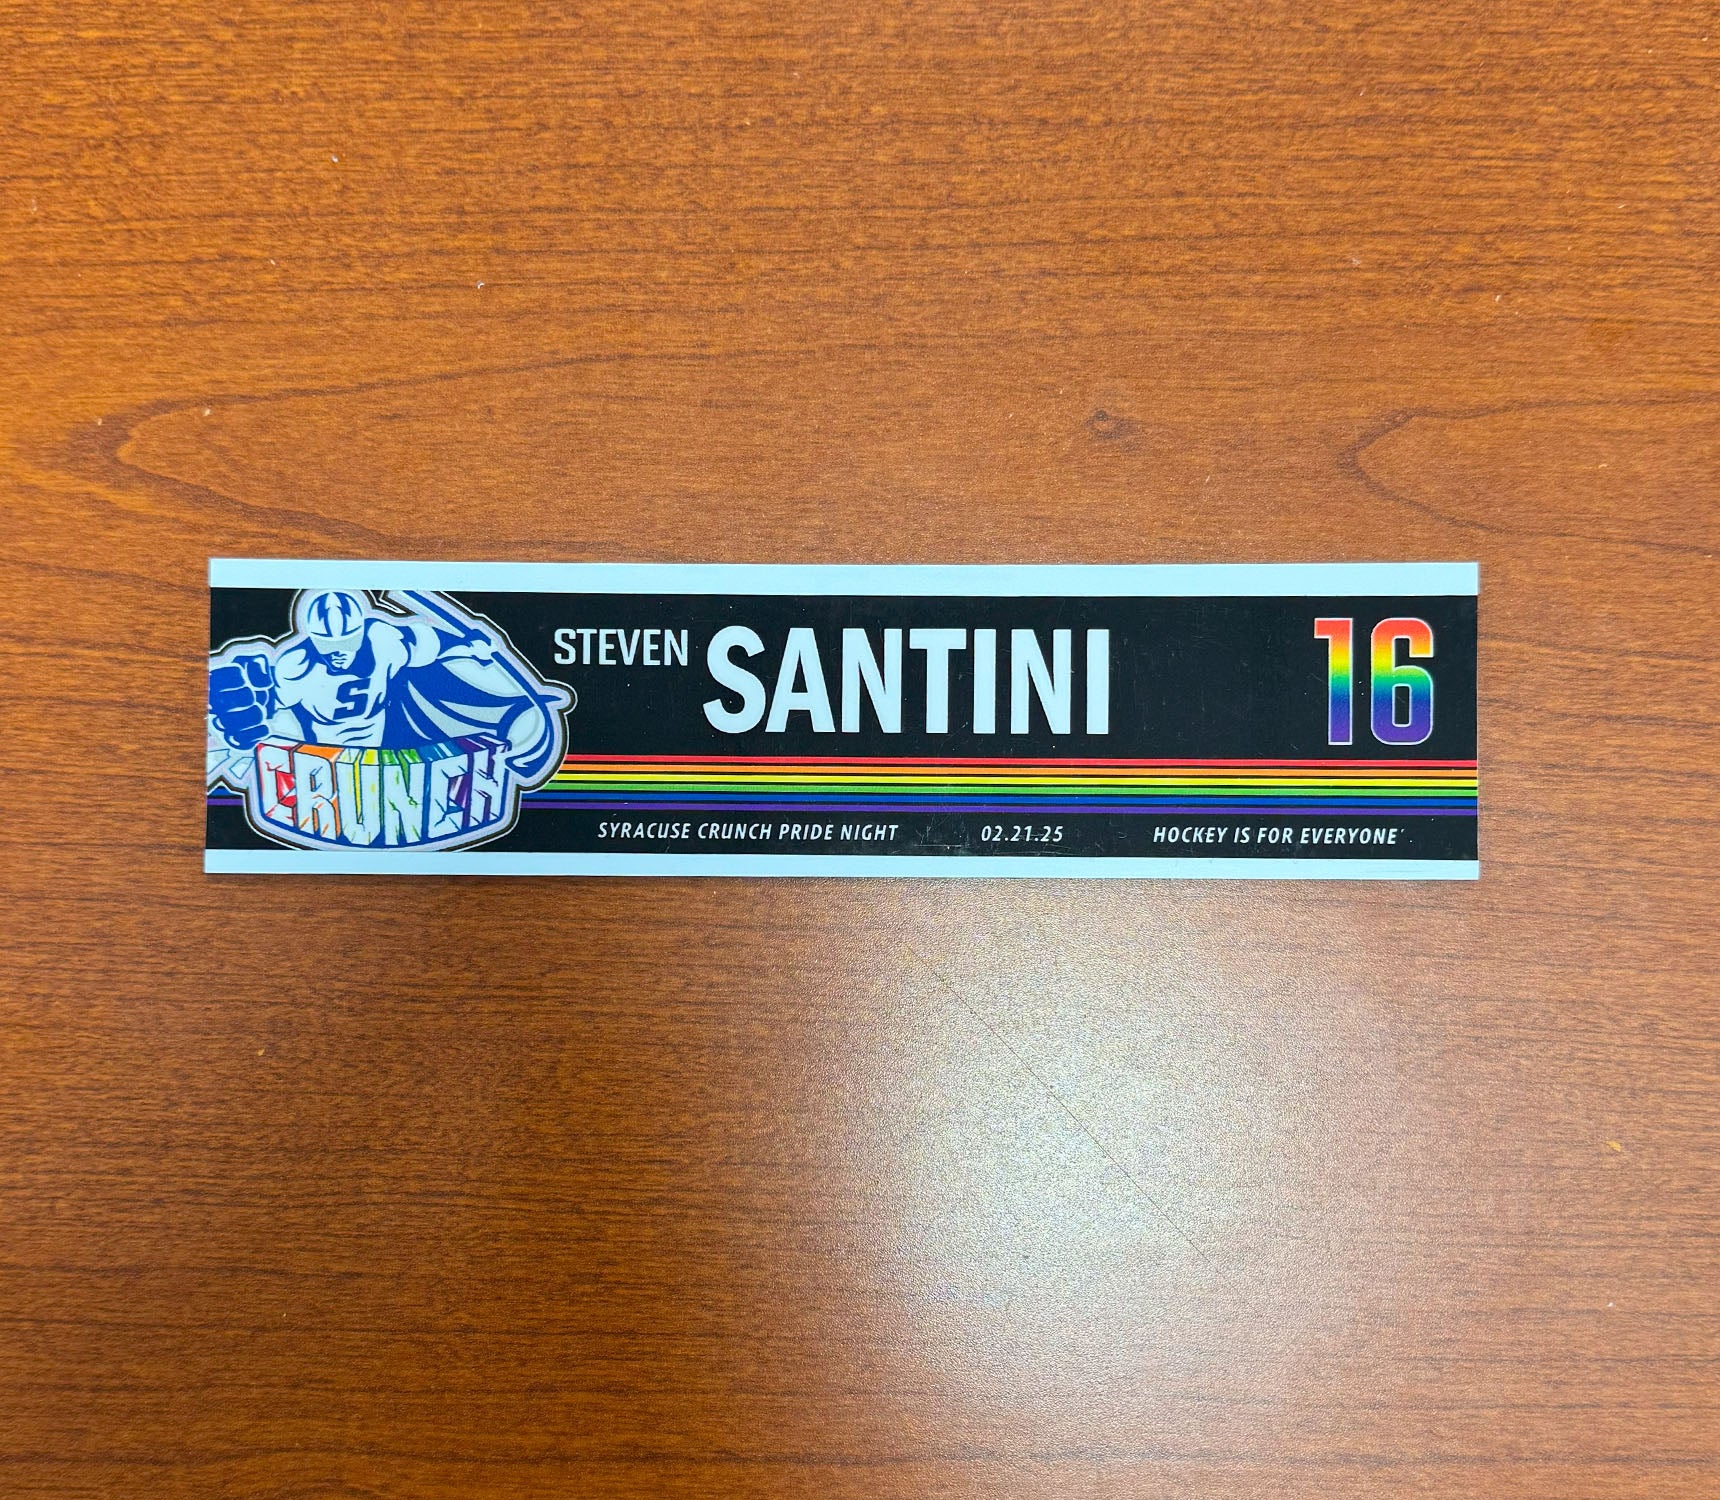 STEVEN SANTINI 16
S
CRUNCH
SYRACUSE CRUNCH PRIDE NIGHT 02.21.25 HOCKEY IS FOR EVERYONE